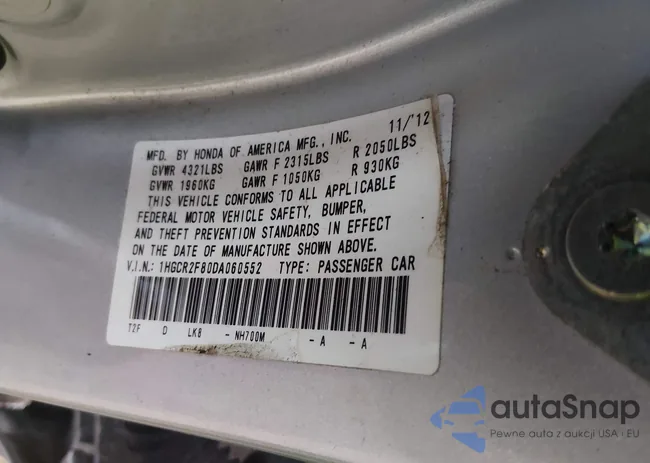 MFD. BY HONDA OF AMERICA MFG., INC. 11/'12
GVWR 4321LBS GAWR F 2315LBS R 2050LBS
GVWR 1960KG GAWR F 1050KG R 930KG
THIS VEHICLE CONFORMS TO ALL APPLICABLE
FEDERAL MOTOR VEHICLE SAFETY, BUMPER,
AND THEFT PREVENTION STANDARDS IN EFFECT
ON THE DATE OF MANUFACTURE SHOWN ABOVE.
V.I.N.: 1HGCR2F80DA060552 TYPE: PASSENGER CAR
T2F D LK8 - NH700M - A - A
autaSnap
Pewne auta z aukcji USA i EU